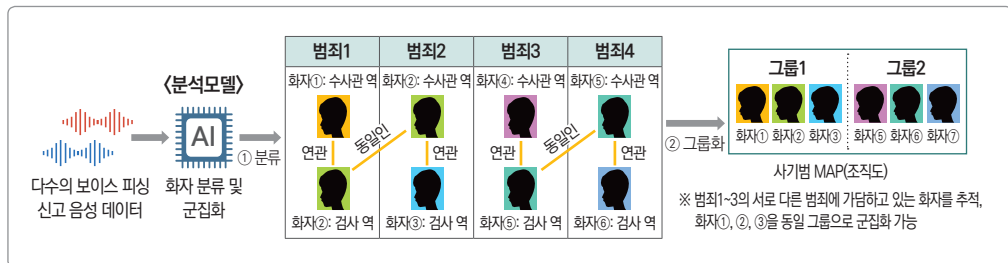 <분석모델>
AI
다수의 보이스 피싱
신고 음성 데이터
화자 분류 및
군집화
① 분류
범죄1
범죄2
범죄3
범죄4
화자①: 수사관 역
화자②: 수사관 역
화자④: 수사관 역
화자⑤: 수사관 역
연관
동일인
연관
연관
동일인
연관
화자②: 검사 역
화자③: 검사 역
화자⑤: 검사 역
화자⑥: 검사 역
② 그룹화
그룹1
그룹2
화자①
화자②
화자③
화자⑤
화자⑥
화자⑦
사기범 MAP(조직도)
※ 범죄1~3의 서로 다른 범죄에 가담하고 있는 화자를 추적,
화자①, ②, ③을 동일 그룹으로 군집화 가능